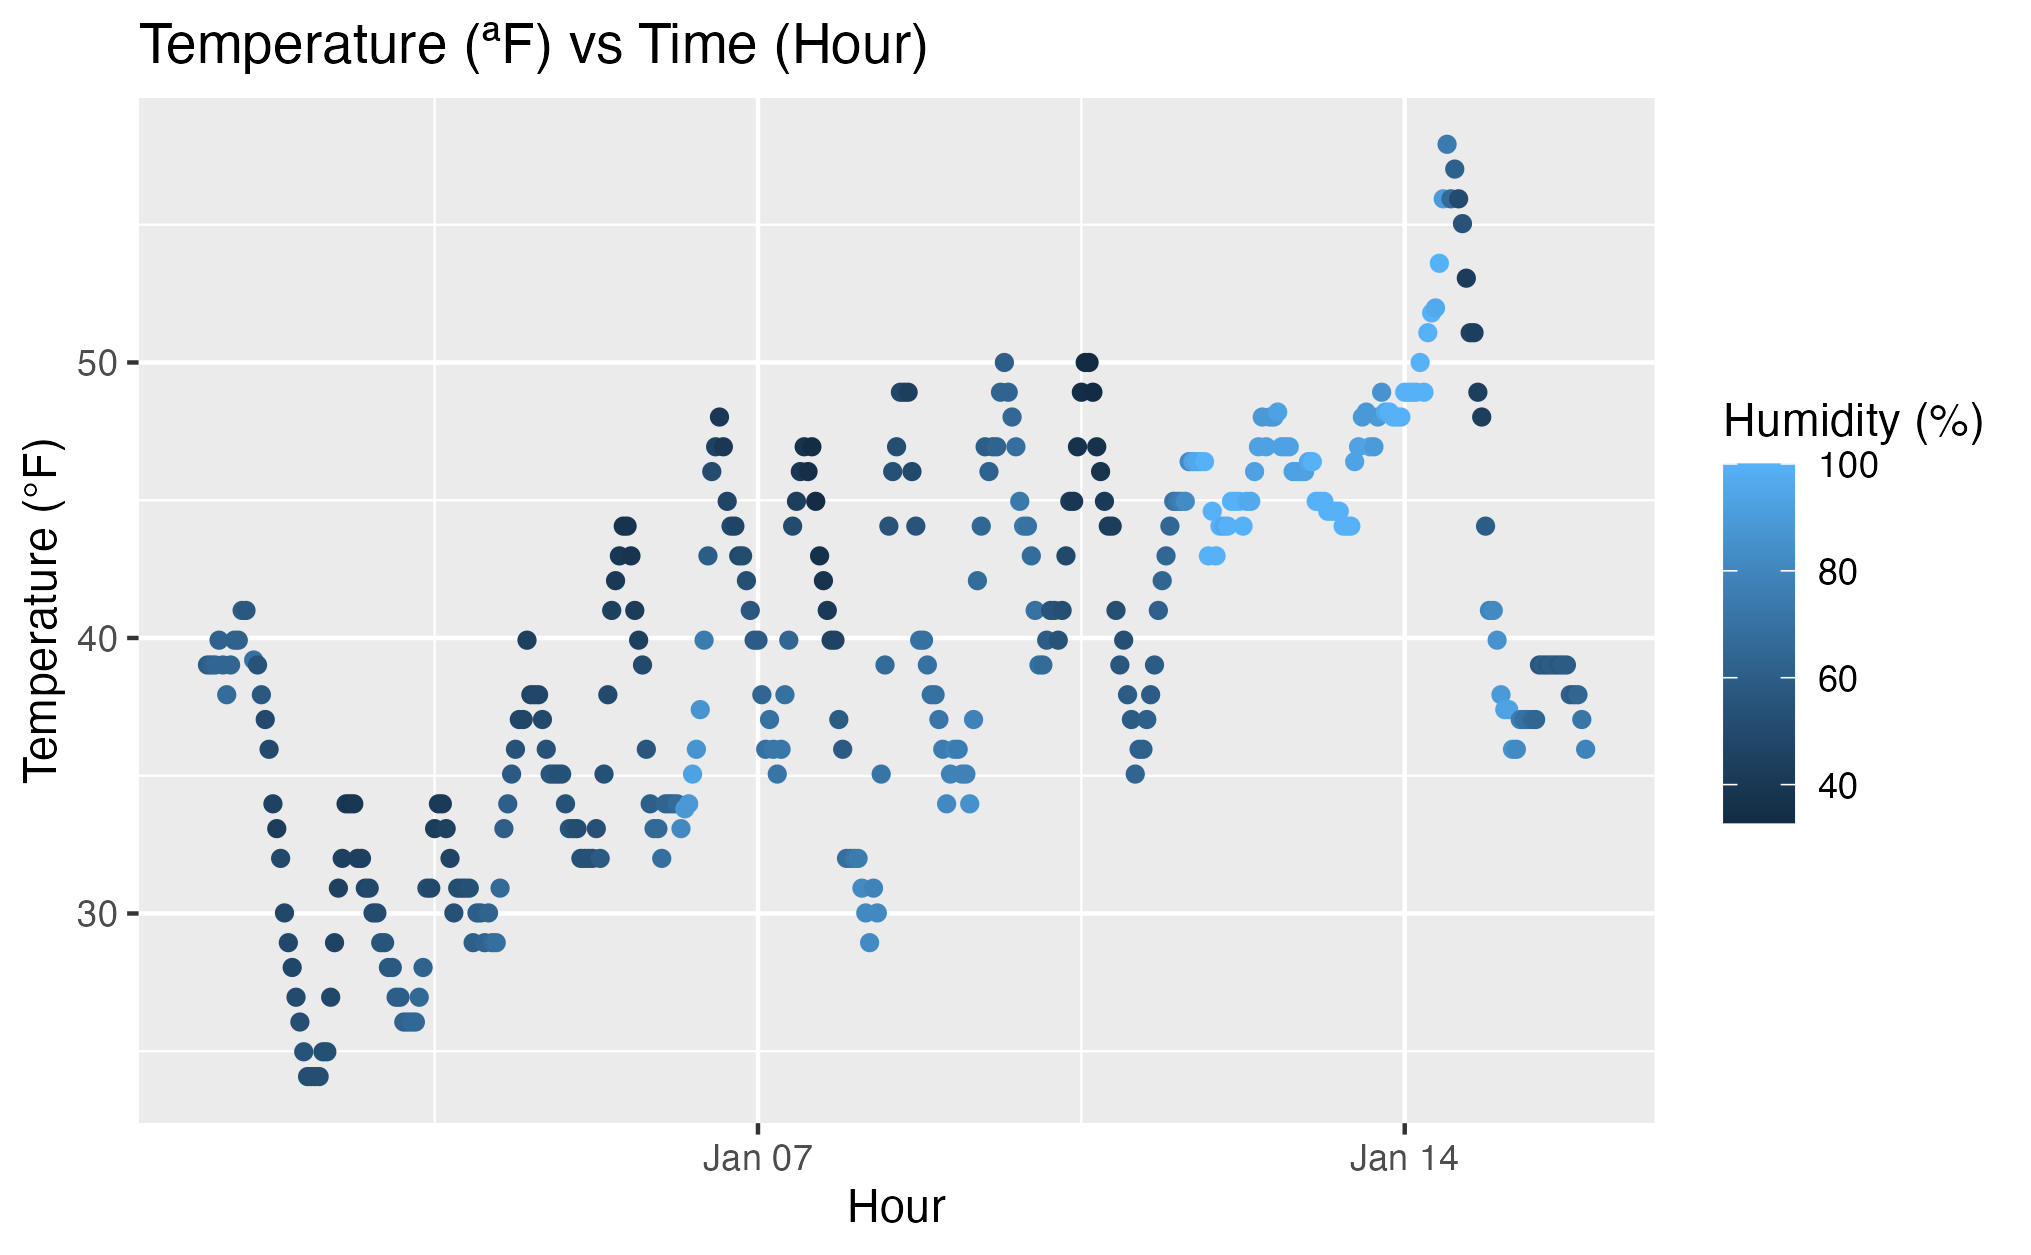 Temperature (ªF) vs Time (Hour)
Temperature (°F)
50
40
30
Jan 07
Jan 14
Hour
Humidity (%)
100
80
60
40